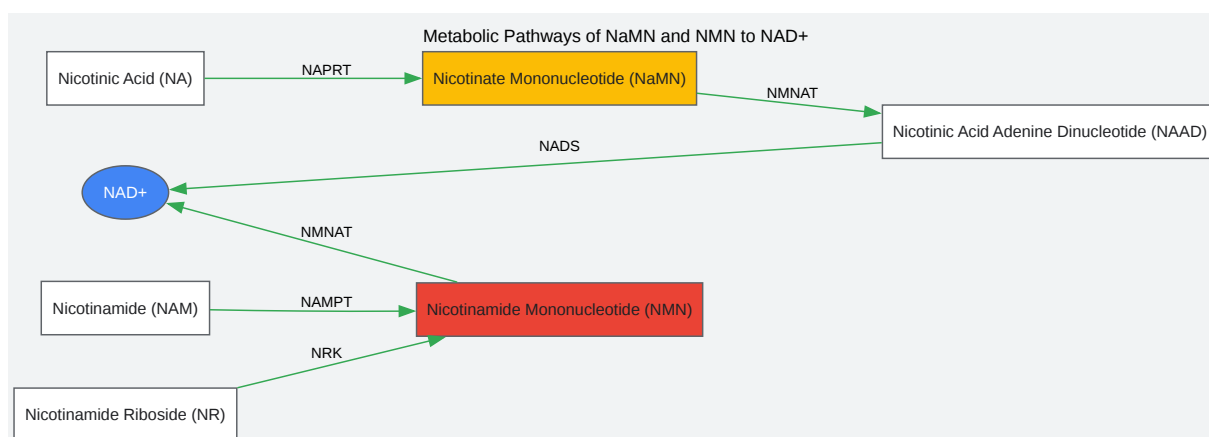 Metabolic Pathways of NaMN and NMN to NAD+
Nicotinic Acid (NA)
NAPRT
Nicotinate Mononucleotide (NaMN)
NMNAT
Nicotinic Acid Adenine Dinucleotide (NAAD)
NADS
NAD+
NMNAT
Nicotinamide (NAM)
NAMPT
Nicotinamide Mononucleotide (NMN)
NRK
Nicotinamide Riboside (NR)